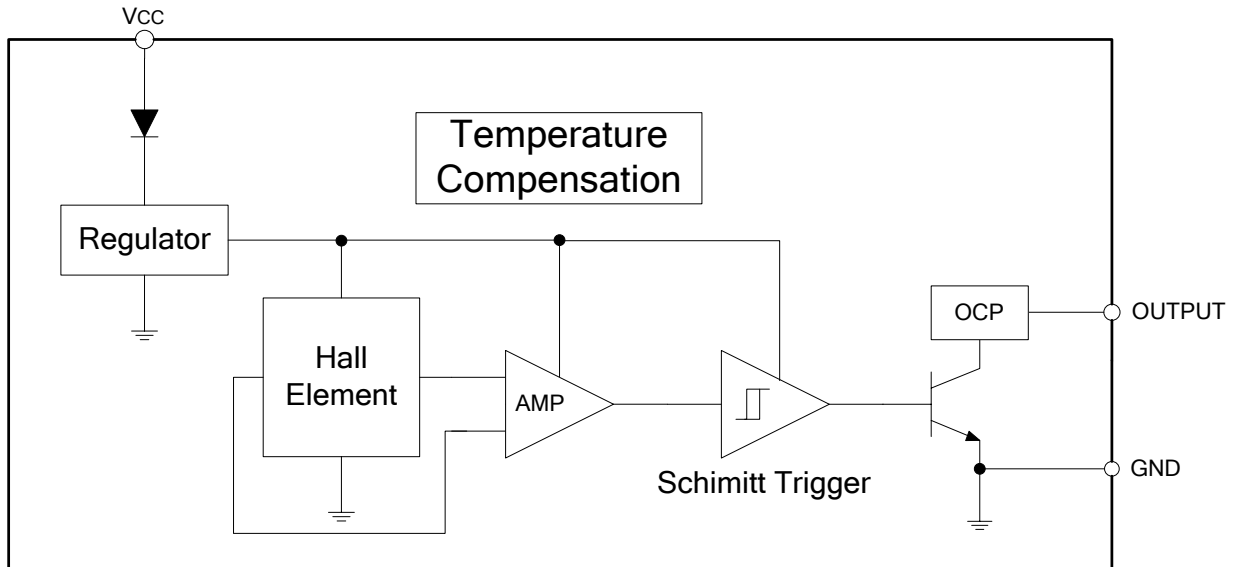 VCC
Temperature
Compensation
Regulator
OCP
OUTPUT
Hall
Element
AMP
GND
Schimitt Trigger